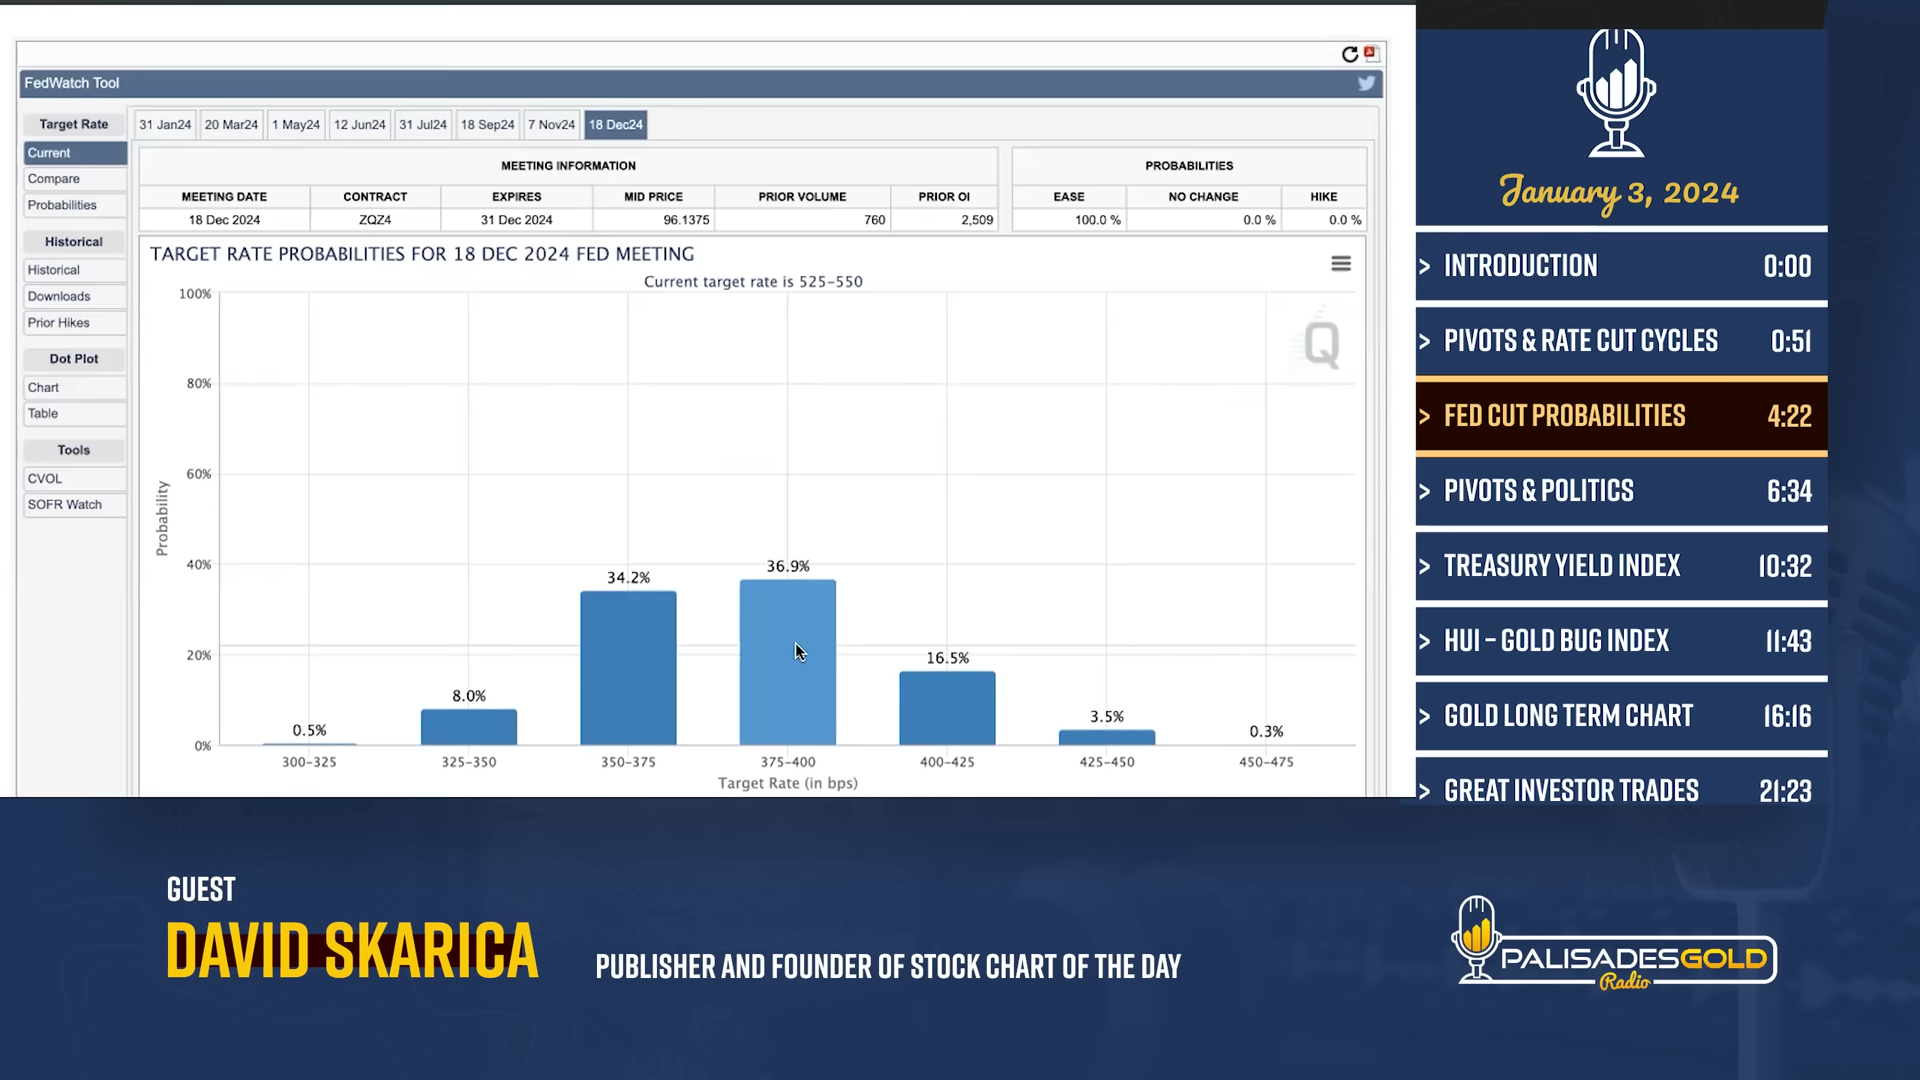 FedWatch Tool
Target Rate
Current
Compare
Probabilities
Historical
Historical
Downloads
Prior Hikes
Dot Plot
Chart
Table
Tools
CVOL
SOFR Watch
31 Jan24 20 Mar24 1 May24 12 Jun24 31 Jul24 18 Sep24 7 Nov24 18 Dec24
MEETING INFORMATION
MEETING DATE CONTRACT EXPIRES MID PRICE PRIOR VOLUME PRIOR OI
18 Dec 2024 ZQZ4 31 Dec 2024 96.1375 760 2,509
PROBABILITIES
EASE NO CHANGE HIKE
100.0 % 0.0 % 0.0 %
TARGET RATE PROBABILITIES FOR 18 DEC 2024 FED MEETING
Current target rate is 525-550
Probability
100%
80%
60%
40%
20%
0%
0.5% 8.0% 34.2% 36.9% 16.5% 3.5% 0.3%
300-325 325-350 350-375 375-400 400-425 425-450 450-475
Target Rate (in bps)
Q
January 3, 2024
> INTRODUCTION 0:00
> PIVOTS & RATE CUT CYCLES 0:51
> FED CUT PROBABILITIES 4:22
> PIVOTS & POLITICS 6:34
> TREASURY YIELD INDEX 10:32
> HUI – GOLD BUG INDEX 11:43
> GOLD LONG TERM CHART 16:16
> GREAT INVESTOR TRADES 21:23
GUEST
DAVID SKARICA
PUBLISHER AND FOUNDER OF STOCK CHART OF THE DAY
PALISADESGOLD
Radio